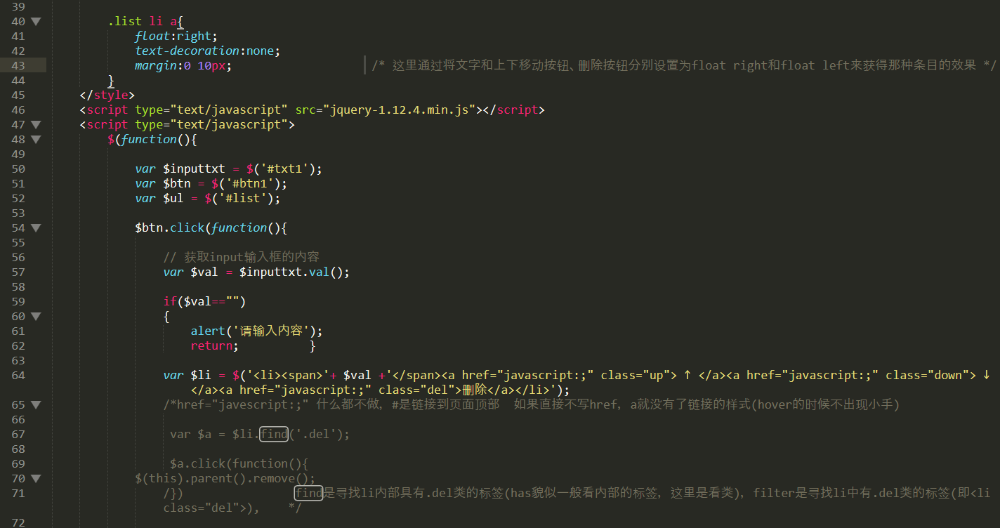 39
40 .list li a{
41 float:right;
42 text-decoration:none;
43 margin:0 10px; /* 这里通过将文字和上下移动按钮、删除按钮分别设置为float right和float left来获得那种条目的效果 */
44 }
45 </style>
46 <script type="text/javascript" src="jquery-1.12.4.min.js"></script>
47 <script type="text/javascript">
48 $(function(){
49
50 var $inputtxt = $('#txt1');
51 var $btn = $('#btn1');
52 var $ul = $('#list');
53
54 $btn.click(function(){
55
56 // 获取input输入框的内容
57 var $val = $inputtxt.val();
58
59 if($val=="")
60 {
61 alert('请输入内容');
62 return; }
63
64 var $li = $('<li><span>'+ $val +'</span><a href="javascript:;" class="up"> ↑ </a><a href="javascript:;" class="down"> ↓
</a><a href="javascript:;" class="del">删除</a></li>');
65 /*href="javescript:;" 什么都不做，#是链接到页面顶部 如果直接不写href，a就没有了链接的样式(hover的时候不出现小手)
66
67 var $a = $li.find('.del');
68
69 $a.click(function(){
70 $(this).parent().remove();
71 /}) find是寻找li内部具有.del类的标签(has貌似一般看内部的标签，这里是看类)，filter是寻找li中有.del类的标签(即<li
class="del">)， */
72